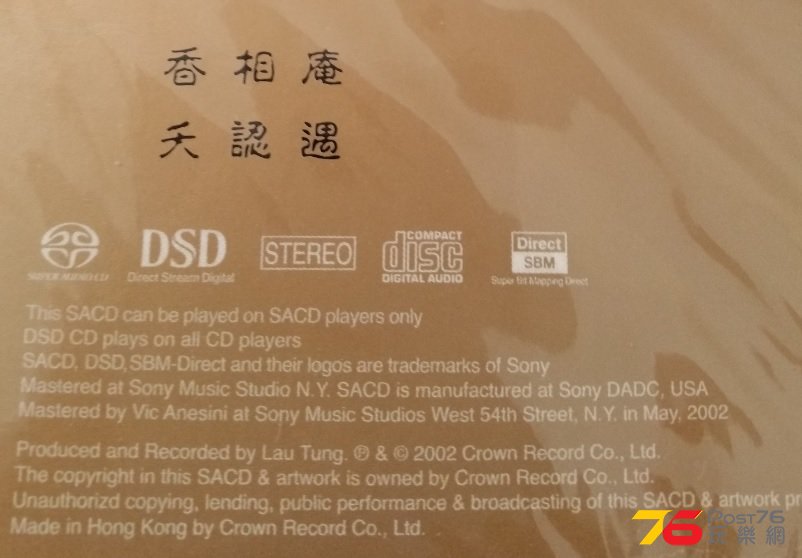 香相庵
夭認遇
SUPER AUDIO CD
DSD
Direct Stream Digital
STEREO
COMPACT
disc
DIGITAL AUDIO
Direct
SBM
Super Bit Mapping Direct
This SACD can be played on SACD players only
DSD CD plays on all CD players
SACD, DSD, SBM-Direct and their logos are trademarks of Sony
Mastered at Sony Music Studio N.Y. SACD is manufactured at Sony DADC, USA
Mastered by Vic Anesini at Sony Music Studios West 54th Street, N.Y. in May, 2002
Produced and Recorded by Lau Tung. ℗ & © 2002 Crown Record Co., Ltd.
The copyright in this SACD & artwork is owned by Crown Record Co., Ltd.
Unauthorizd copying, lending, public performance & broadcasting of this SACD & artwork pr
Made in Hong Kong by Crown Record Co., Ltd.
76
Post76
玩樂網